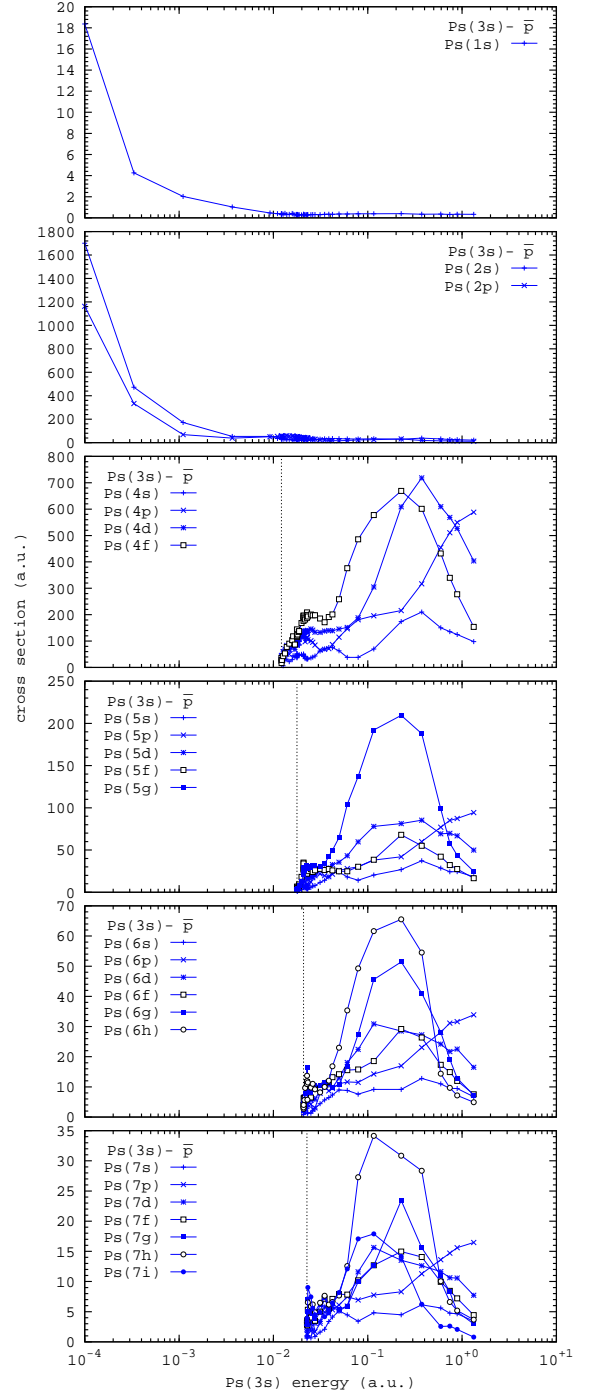 20
18
16
14
12
10
8
6
4
2
0
Ps(3s)- p̅
Ps(1s)
1800
1600
1400
1200
1000
800
600
400
200
0
Ps(3s)- p̅
Ps(2s)
Ps(2p)
800
700
600
500
400
300
200
100
0
Ps(3s)- p̅
Ps(4s)
Ps(4p)
Ps(4d)
Ps(4f)
cross section (a.u.)
250
200
150
100
50
0
Ps(3s)- p̅
Ps(5s)
Ps(5p)
Ps(5d)
Ps(5f)
Ps(5g)
70
60
50
40
30
20
10
0
Ps(3s)- p̅
Ps(6s)
Ps(6p)
Ps(6d)
Ps(6f)
Ps(6g)
Ps(6h)
35
30
25
20
15
10
5
0
Ps(3s)- p̅
Ps(7s)
Ps(7p)
Ps(7d)
Ps(7f)
Ps(7g)
Ps(7h)
Ps(7i)
10⁻⁴ 10⁻³ 10⁻² 10⁻¹ 10⁺⁰ 10⁺¹
Ps(3s) energy (a.u.)